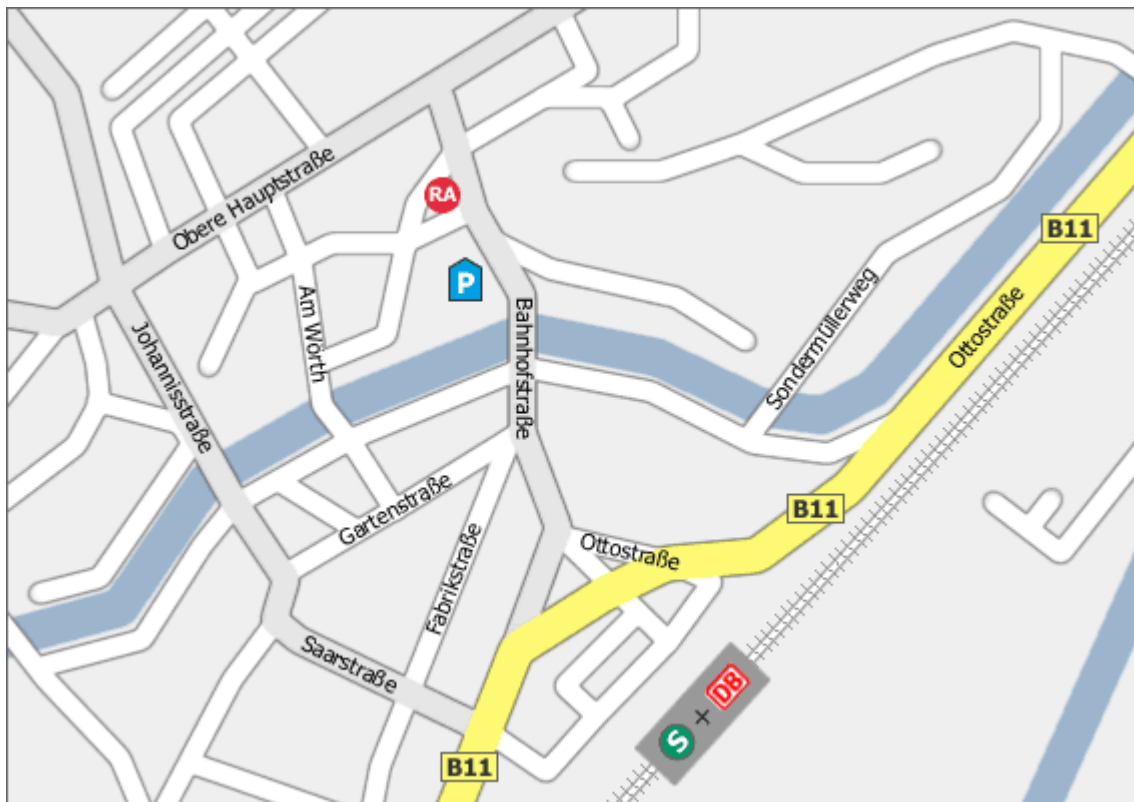 RA
Obere Hauptstraße
B11
P
Am Wörth
Bahnhofstraße
Sondermüllerweg
Ottostraße
Johannisstraße
Gartenstraße
B11
Ottostraße
Fabrikstraße
Saarstraße
DB
+
S
B11